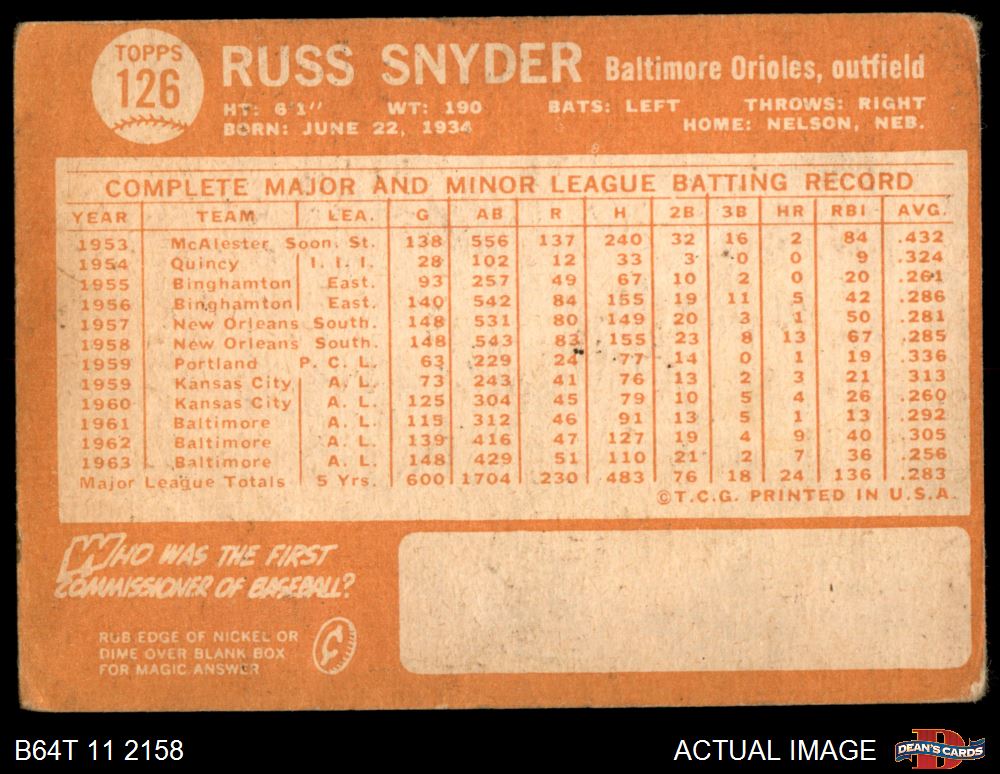 TOPPS
126
RUSS SNYDER Baltimore Orioles, outfield
HT: 6'1" WT: 190 BATS: LEFT THROWS: RIGHT
BORN: JUNE 22, 1934 HOME: NELSON, NEB.
COMPLETE MAJOR AND MINOR LEAGUE BATTING RECORD
YEAR TEAM LEA. G AB R H 2B 3B HR RBI AVG.
1953 McAlester Soon. St. 138 556 137 240 32 16 2 84 .432
1954 Quincy I. I. I. 28 102 12 33 3 0 0 9 .324
1955 Binghamton East. 93 257 49 67 10 2 0 20 .261
1956 Binghamton East. 140 542 84 155 19 11 5 42 .286
1957 New Orleans South. 148 531 80 149 20 3 1 50 .281
1958 New Orleans South. 148 543 83 155 23 8 13 67 .285
1959 Portland P. C. L. 63 229 24 77 14 0 1 19 .336
1959 Kansas City A. L. 73 243 41 76 13 2 3 21 .313
1960 Kansas City A. L. 125 304 45 79 10 5 4 26 .260
1961 Baltimore A. L. 115 312 46 91 13 5 1 13 .292
1962 Baltimore A. L. 139 416 47 127 19 4 9 40 .305
1963 Baltimore A. L. 148 429 51 110 21 2 7 36 .256
Major League Totals 5 Yrs. 600 1704 230 483 76 18 24 136 .283
©T.C.G. PRINTED IN U.S.A.
WHO WAS THE FIRST
COMMISSIONER OF BASEBALL?
RUB EDGE OF NICKEL OR
DIME OVER BLANK BOX
FOR MAGIC ANSWER
B64T 11 2158 ACTUAL IMAGE DEAN'S CARDS